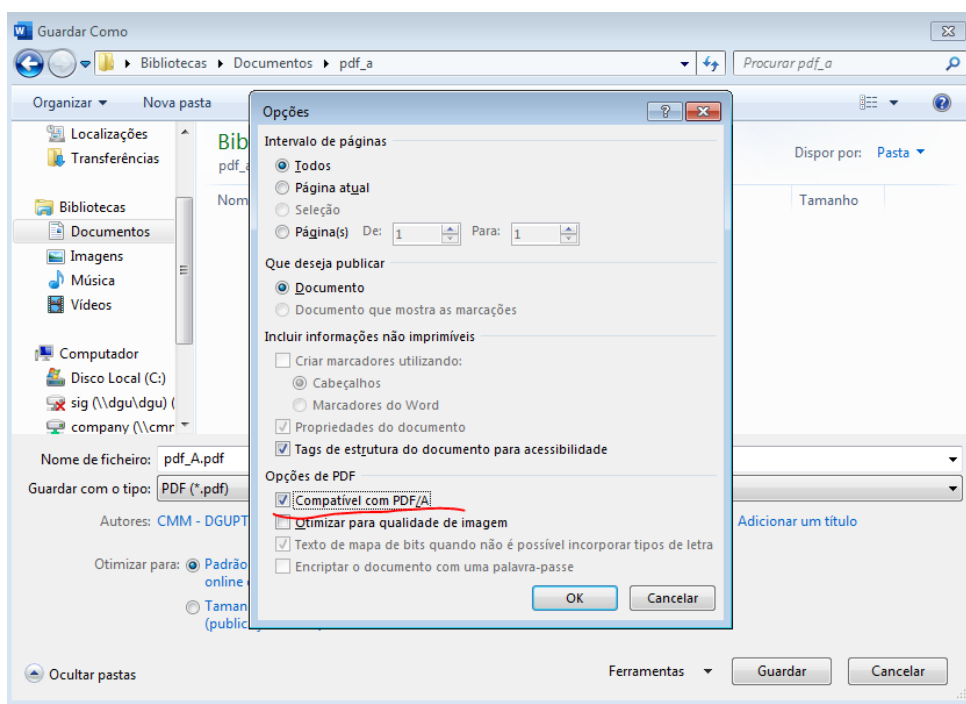 Guardar Como
Bibliotecas Documentos pdf_a
Procurar pdf_a
Organizar Nova pasta
Localizações
Transferências
Bibliotecas
Documentos
Imagens
Música
Vídeos
Computador
Disco Local (C:)
sig (\\dgu\dgu) (
company (\\cmr
Bib
pdf_a
Nom
Dispor por: Pasta
Tamanho
Opções
Intervalo de páginas
Todos
Página atual
Seleção
Página(s) De: 1 Para: 1
Que deseja publicar
Documento
Documento que mostra as marcações
Incluir informações não imprimíveis
Criar marcadores utilizando:
Cabeçalhos
Marcadores do Word
Propriedades do documento
Tags de estrutura do documento para acessibilidade
Opções de PDF
Compatível com PDF/A
Otimizar para qualidade de imagem
Texto de mapa de bits quando não é possível incorporar tipos de letra
Encriptar o documento com uma palavra-passe
OK Cancelar
Nome de ficheiro: pdf_A.pdf
Guardar com o tipo: PDF (*.pdf)
Autores: CMM - DGUPT
Adicionar um título
Otimizar para: Padrão
online
Taman
(public
Ocultar pastas
Ferramentas Guardar Cancelar